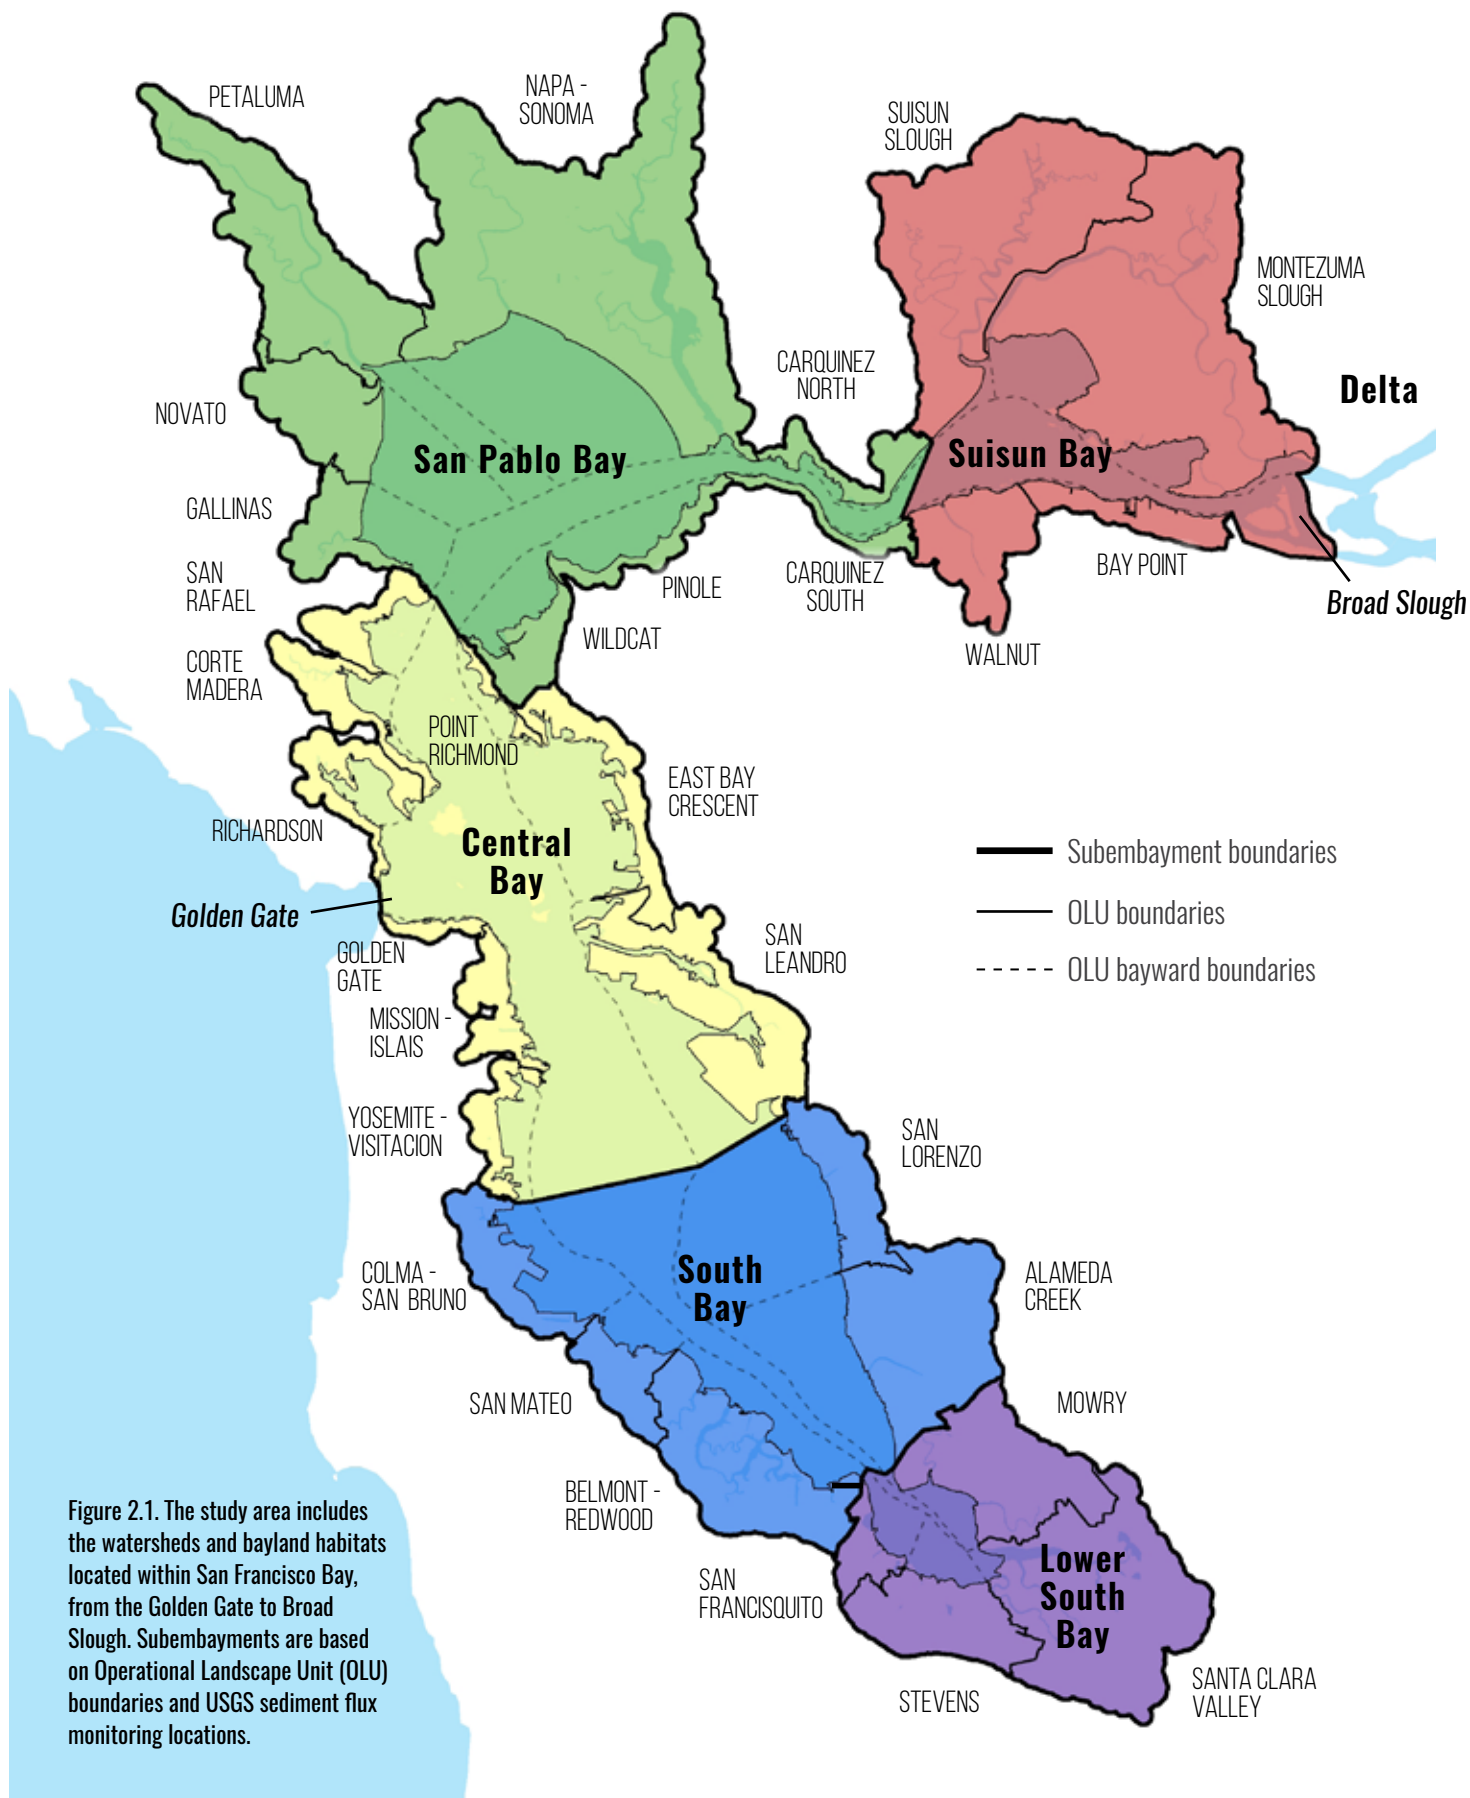 PETALUMA
NAPA -
SONOMA
SUISUN
SLOUGH
MONTEZUMA
SLOUGH
Delta
CARQUINEZ
NORTH
NOVATO
San Pablo Bay
Suisun Bay
GALLINAS
SAN
RAFAEL
PINOLE
CARQUINEZ
SOUTH
BAY POINT
Broad Slough
WILDCAT
WALNUT
CORTE
MADERA
POINT
RICHMOND
EAST BAY
CRESCENT
RICHARDSON
Central
Bay
Subembayment boundaries
OLU boundaries
OLU bayward boundaries
Golden Gate
GOLDEN
GATE
SAN
LEANDRO
MISSION -
ISLAIS
YOSEMITE -
VISITACION
SAN
LORENZO
COLMA -
SAN BRUNO
South
Bay
ALAMEDA
CREEK
SAN MATEO
MOWRY
BELMONT -
REDWOOD
SAN
FRANCISQUITO
Lower
South
Bay
STEVENS
SANTA CLARA
VALLEY
Figure 2.1. The study area includes
the watersheds and bayland habitats
located within San Francisco Bay,
from the Golden Gate to Broad
Slough. Subembayments are based
on Operational Landscape Unit (OLU)
boundaries and USGS sediment flux
monitoring locations.